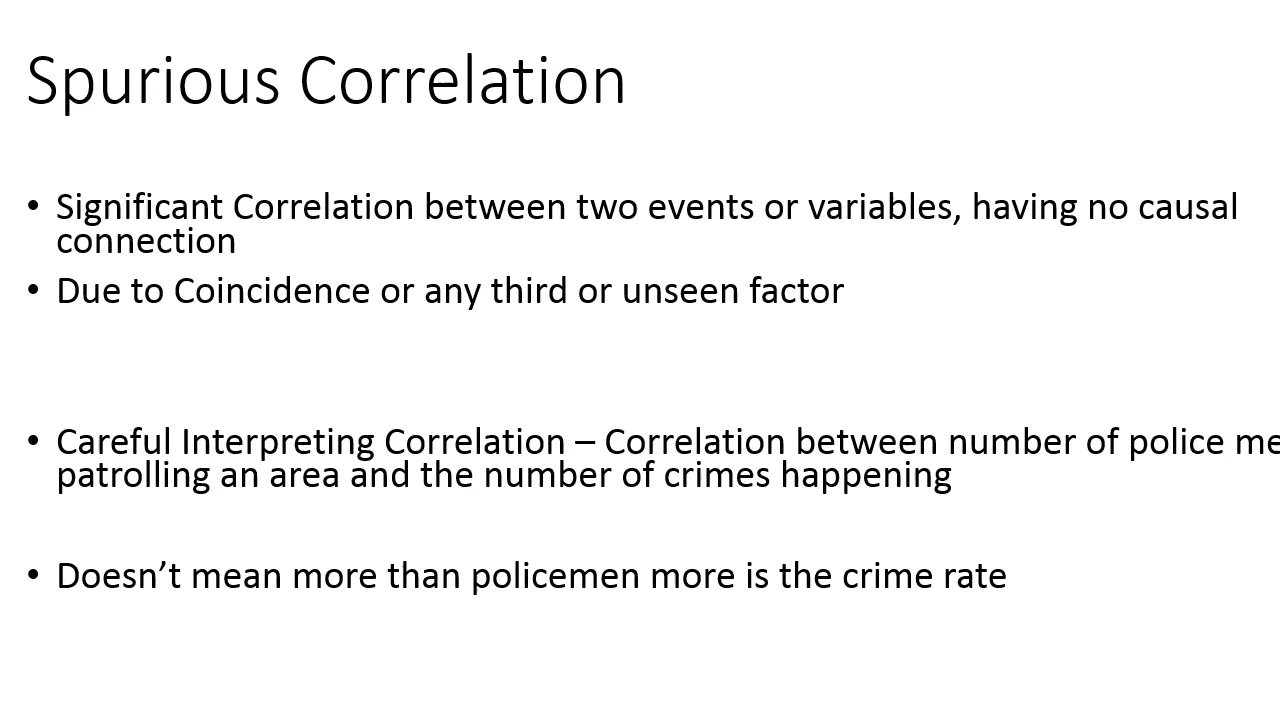 Spurious Correlation
• Significant Correlation between two events or variables, having no causal
connection
• Due to Coincidence or any third or unseen factor
• Careful Interpreting Correlation – Correlation between number of police me
patrolling an area and the number of crimes happening
• Doesn’t mean more than policemen more is the crime rate